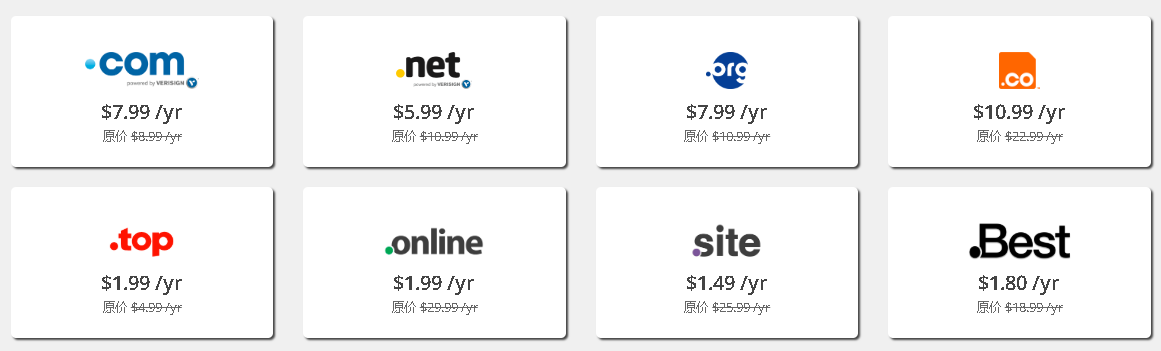 .com
powered by VERISIGN
$7.99 /yr
原价 $8.99 /yr
.net
powered by VERISIGN
$5.99 /yr
原价 $10.99 /yr
.org
$7.99 /yr
原价 $10.99 /yr
.co
$10.99 /yr
原价 $22.99 /yr
.top
$1.99 /yr
原价 $4.99 /yr
.online
$1.99 /yr
原价 $29.99 /yr
.site
$1.49 /yr
原价 $25.99 /yr
.Best
$1.80 /yr
原价 $18.99 /yr